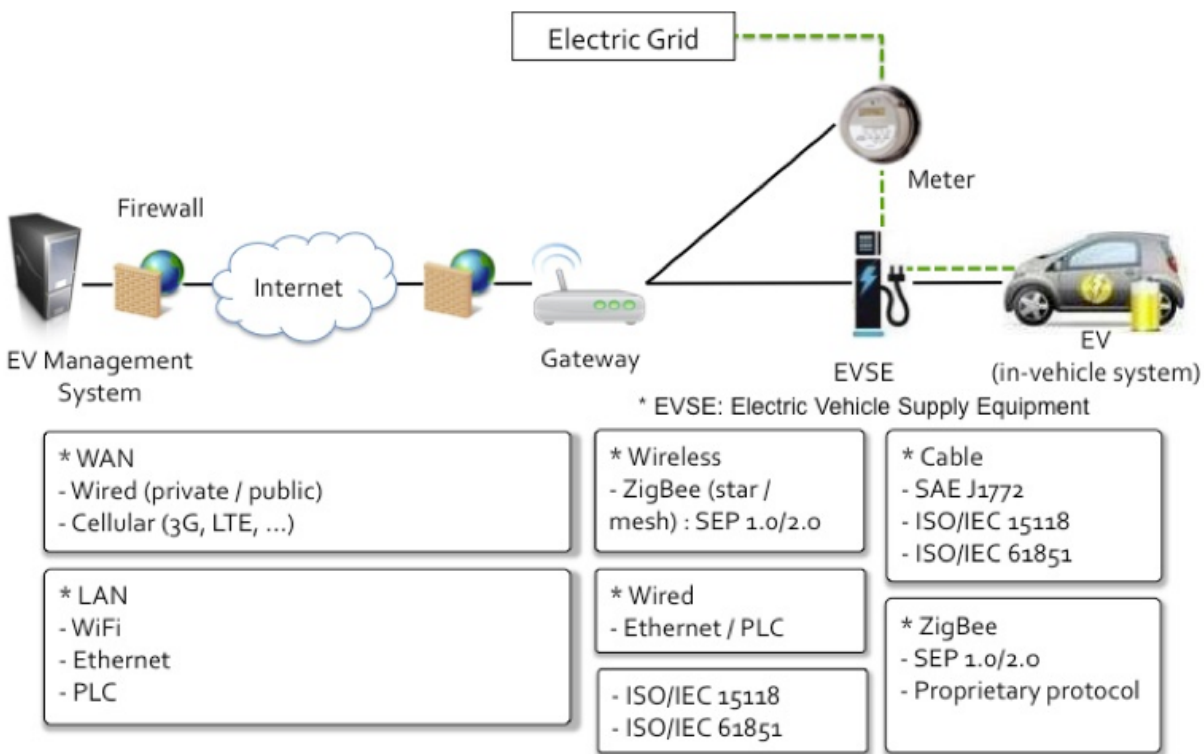 Electric Grid
Meter
Firewall
Internet
EV Management
System
Gateway
EVSE
EV
(in-vehicle system)
* EVSE: Electric Vehicle Supply Equipment
* WAN
- Wired (private / public)
- Cellular (3G, LTE, ...)
* LAN
- WiFi
- Ethernet
- PLC
* Wireless
- ZigBee (star /
mesh) : SEP 1.0/2.0
* Wired
- Ethernet / PLC
- ISO/IEC 15118
- ISO/IEC 61851
* Cable
- SAE J1772
- ISO/IEC 15118
- ISO/IEC 61851
* ZigBee
- SEP 1.0/2.0
- Proprietary protocol